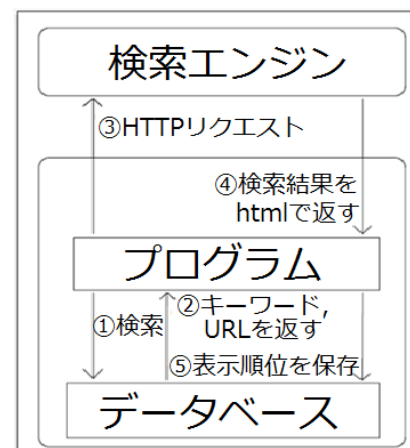 検索エンジン
③HTTPリクエスト
④検索結果を
htmlで返す
プログラム
①検索
②キーワード,
URLを返す
⑤表示順位を保存
データベース